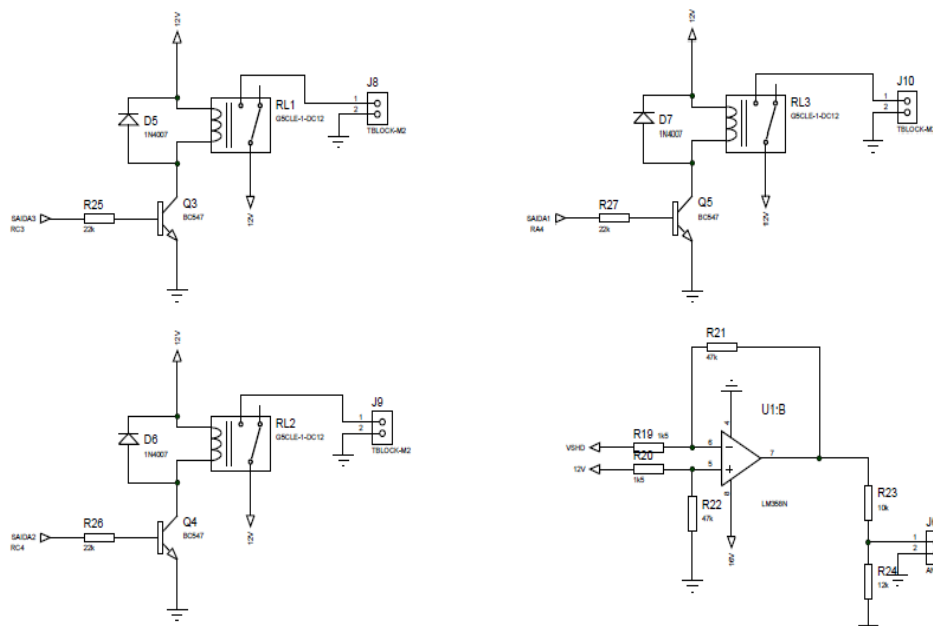 12V
D5
1N4007
RL1
G5CLE-1-DC12
J8
1
2
TBLOCK-M2
12V
R25
22k
Q3
BC547
SAIDA3
RC3
12V
D7
1N4007
RL3
G5CLE-1-DC12
J10
1
2
TBLOCK-M
12V
R27
22k
Q5
BC547
SAIDA1
RA4
12V
D6
1N4007
RL2
G5CLE-1-DC12
J9
1
2
TBLOCK-M2
12V
R26
22k
Q4
BC547
SAIDA2
RC4
R21
47k
U1:B
4
VSHD
R19
1k5
6
12V
R20
1k5
5
7
8
LM358N
R22
47k
16V
R23
10k
1
2
R24
12k